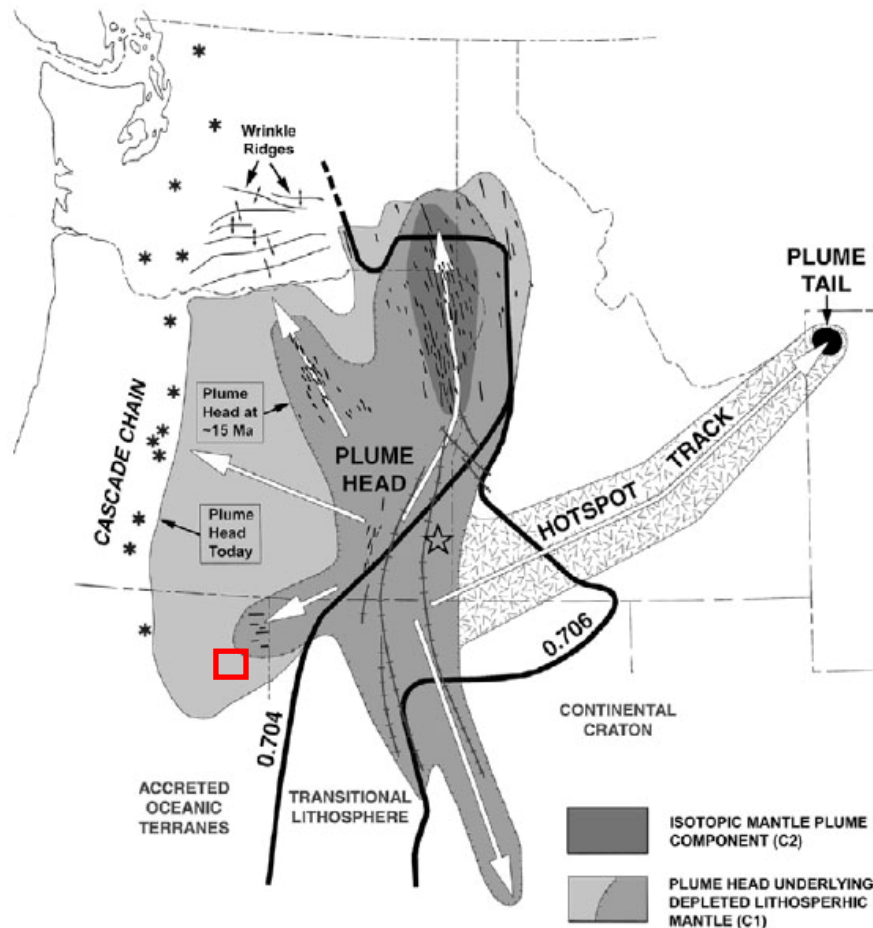 Wrinkle
Ridges
PLUME
TAIL
Plume
Head at
~15 Ma
PLUME
HEAD
CASCADE CHAIN
HOTSPOT TRACK
Plume
Head
Today
0.706
0.704
CONTINENTAL
CRATON
ACCRETED
OCEANIC
TERRANES
TRANSITIONAL
LITHOSPHERE
ISOTOPIC MANTLE PLUME
COMPONENT (C2)
PLUME HEAD UNDERLYING
DEPLETED LITHOSPERHIC
MANTLE (C1)